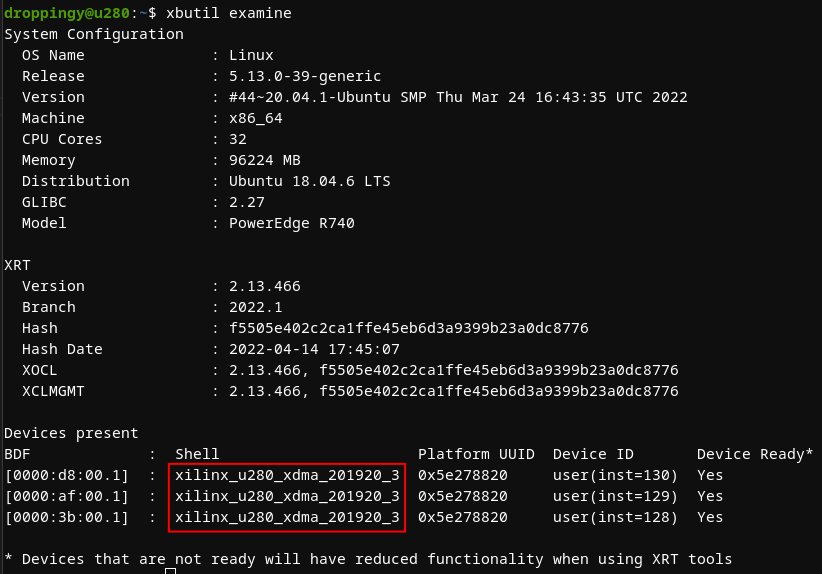 droppingy@u280:~$ xbutil examine
System Configuration
  OS Name              : Linux
  Release              : 5.13.0-39-generic
  Version              : #44~20.04.1-Ubuntu SMP Thu Mar 24 16:43:35 UTC 2022
  Machine              : x86_64
  CPU Cores            : 32
  Memory               : 96224 MB
  Distribution         : Ubuntu 18.04.6 LTS
  GLIBC                : 2.27
  Model                : PowerEdge R740

XRT
  Version              : 2.13.466
  Branch               : 2022.1
  Hash                 : f5505e402c2ca1ffe45eb6d3a9399b23a0dc8776
  Hash Date            : 2022-04-14 17:45:07
  XOCL                 : 2.13.466, f5505e402c2ca1ffe45eb6d3a9399b23a0dc8776
  XCLMGMT              : 2.13.466, f5505e402c2ca1ffe45eb6d3a9399b23a0dc8776

Devices present
BDF             :  Shell                      Platform UUID  Device ID       Device Ready*
[0000:d8:00.1]  :  xilinx_u280_xdma_201920_3  0x5e278820     user(inst=130)  Yes
[0000:af:00.1]  :  xilinx_u280_xdma_201920_3  0x5e278820     user(inst=129)  Yes
[0000:3b:00.1]  :  xilinx_u280_xdma_201920_3  0x5e278820     user(inst=128)  Yes

* Devices that are not ready will have reduced functionality when using XRT tools